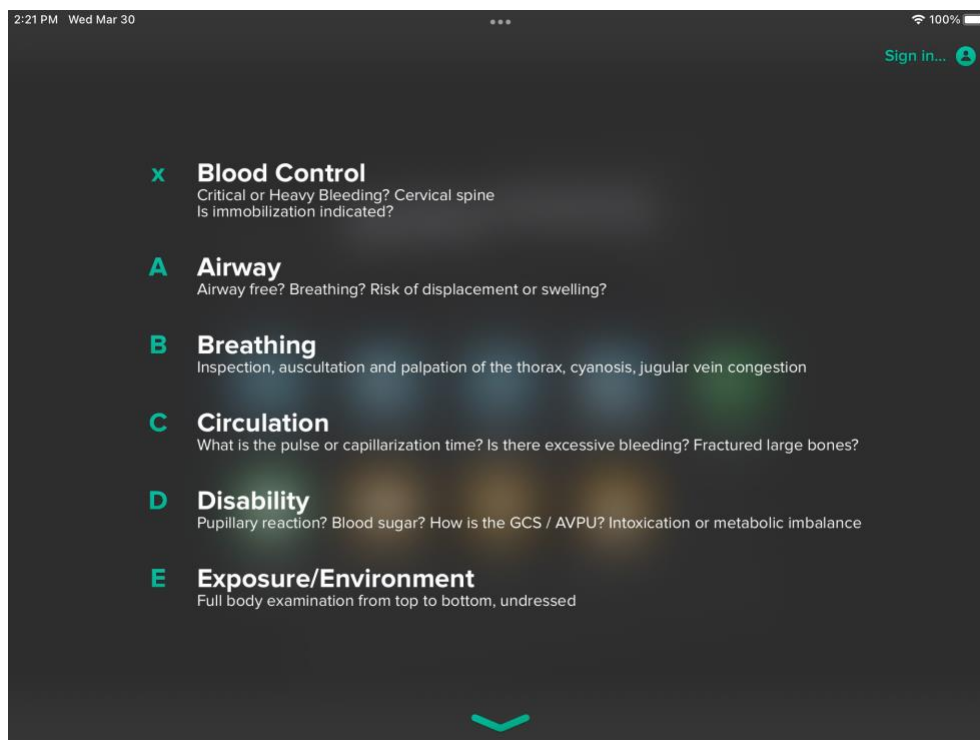 2:21 PM Wed Mar 30
100%
Sign in...
x Blood Control
Critical or Heavy Bleeding? Cervical spine
Is immobilization indicated?
A Airway
Airway free? Breathing? Risk of displacement or swelling?
B Breathing
Inspection, auscultation and palpation of the thorax, cyanosis, jugular vein congestion
C Circulation
What is the pulse or capillarization time? Is there excessive bleeding? Fractured large bones?
D Disability
Pupillary reaction? Blood sugar? How is the GCS / AVPU? Intoxication or metabolic imbalance
E Exposure/Environment
Full body examination from top to bottom, undressed